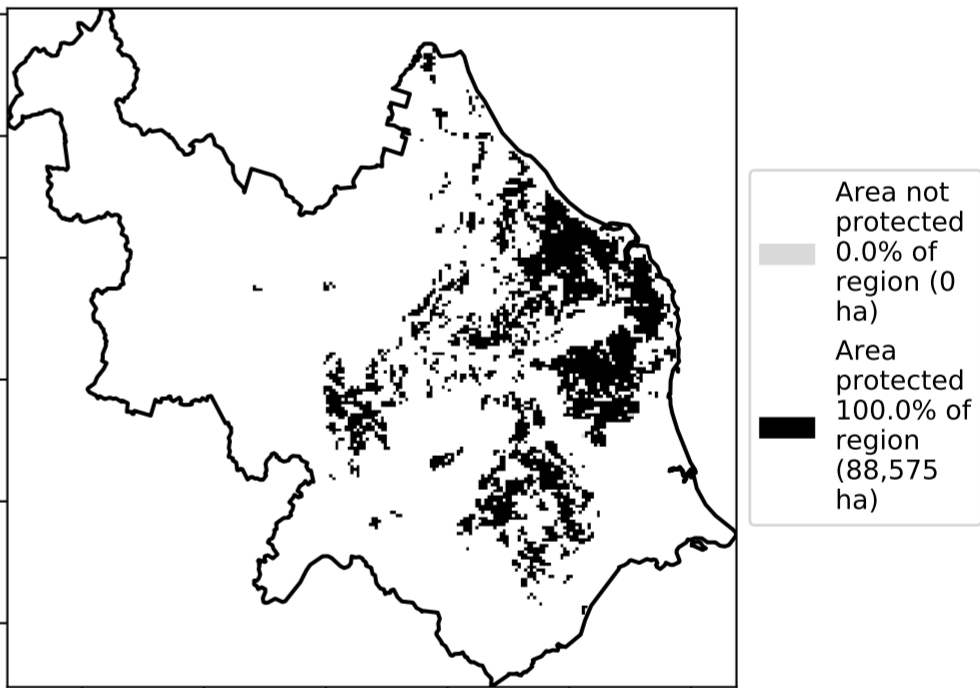 Area not
protected
0.0% of
region (0
ha)
Area
protected
100.0% of
region
(88,575
ha)